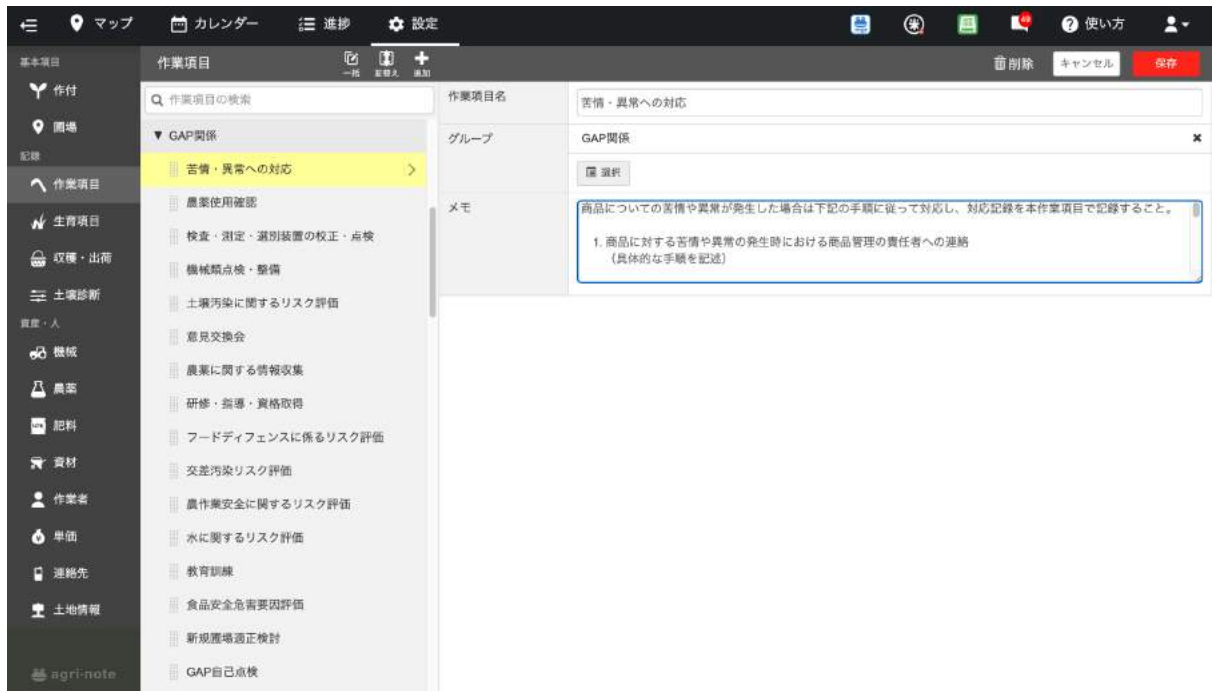 マップ
カレンダー
進捗
設定
使い方
基本項目
作付
圃場
記録
作業項目
生育項目
収穫・出荷
土壌診断
資産・人
機械
農薬
肥料
資材
作業者
単価
連絡先
土地情報
agri-note
作業項目
一括
並替え
追加
削除
キャンセル
保存
作業項目の検索
▼ GAP関係
苦情・異常への対応
農薬使用確認
検査・測定・選別装置の校正・点検
機械類点検・整備
土壌汚染に関するリスク評価
意見交換会
農薬に関する情報収集
研修・指導・資格取得
フードディフェンスに係るリスク評価
交差汚染リスク評価
農作業安全に関するリスク評価
水に関するリスク評価
教育訓練
食品安全危害要因評価
新規圃場適正検討
GAP自己点検
作業項目名
苦情・異常への対応
グループ
GAP関係
選択
メモ
商品についての苦情や異常が発生した場合は下記の手順に従って対応し、対応記録を本作業項目で記録すること。
1. 商品に対する苦情や異常の発生時における商品管理の責任者への連絡
（具体的な手順を記述）